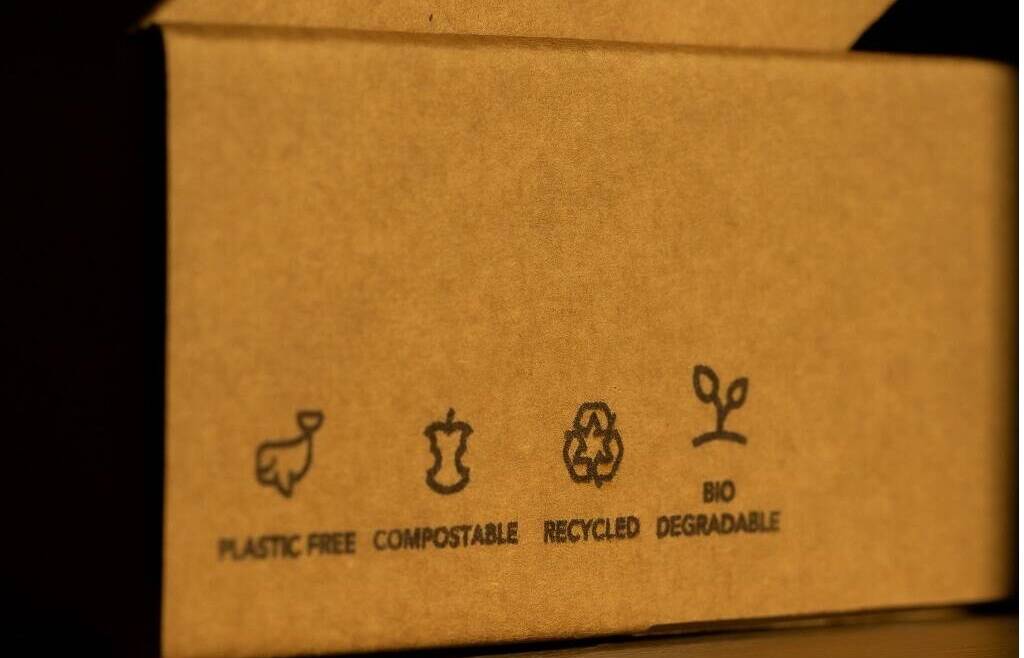 PLASTIC FREE
COMPOSTABLE
RECYCLED
BIO
DEGRADABLE